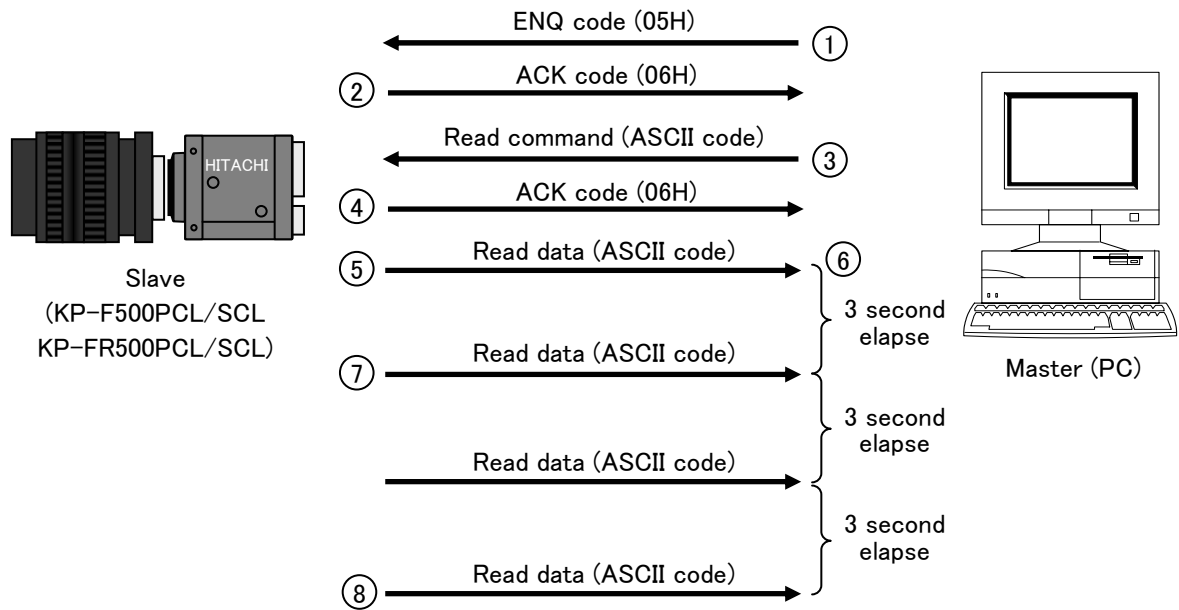 ENQ code (05H)
①
ACK code (06H)
②
Read command (ASCII code)
③
HITACHI
ACK code (06H)
④
Read data (ASCII code)
⑤
⑥
Slave
(KP-F500PCL/SCL
KP-FR500PCL/SCL)
3 second
elapse
Read data (ASCII code)
⑦
Master (PC)
3 second
elapse
Read data (ASCII code)
3 second
elapse
Read data (ASCII code)
⑧